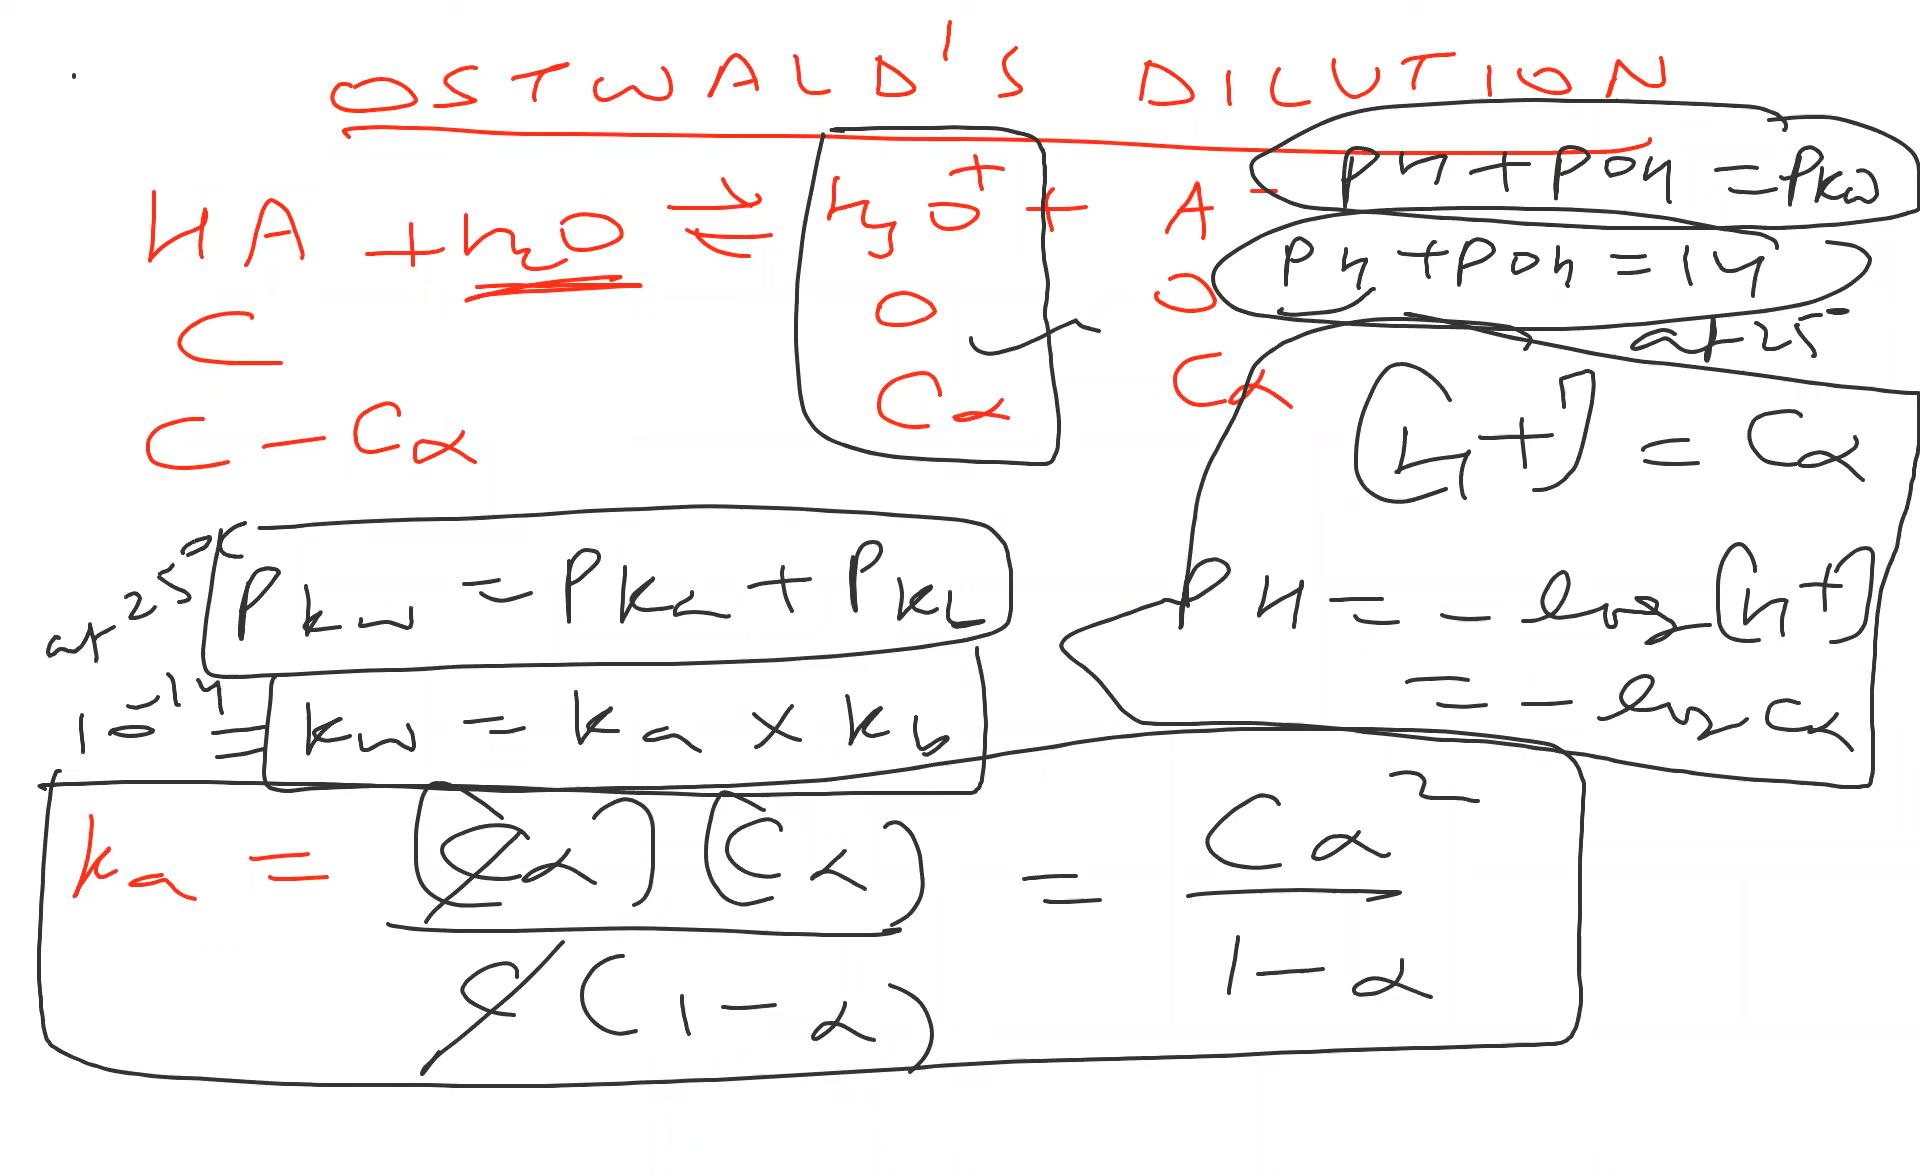 OSTWALD'S DILUTION
HA + H₂O ⇌ H₃O⁺ + A⁻
C 0 0
C - Cα Cα Cα
PH + POH = Pkw
PH + POH = 14
at 25°
[H+] = Cα
PH = - log [H+]
= - log Cα
at 25°C Pkw = Pka + Pkb
10⁻¹⁴ = kw = ka × kb
ka = (Cα) (Cα) / C (1 - α) = Cα² / 1 - α